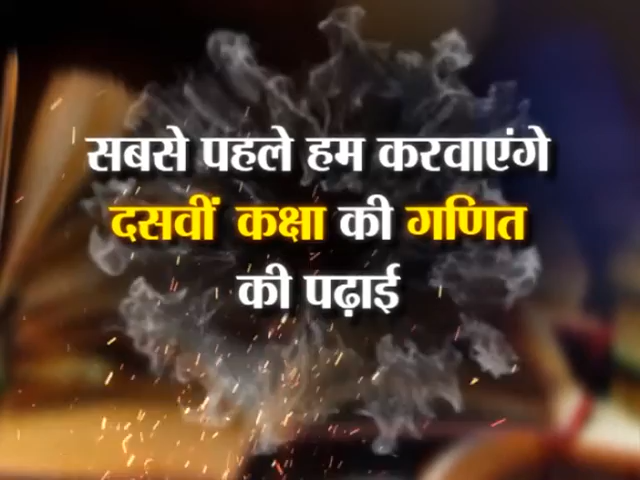 सबसे पहले हम करवाएंगे
दसवीं कक्षा की गणित
की पढ़ाई